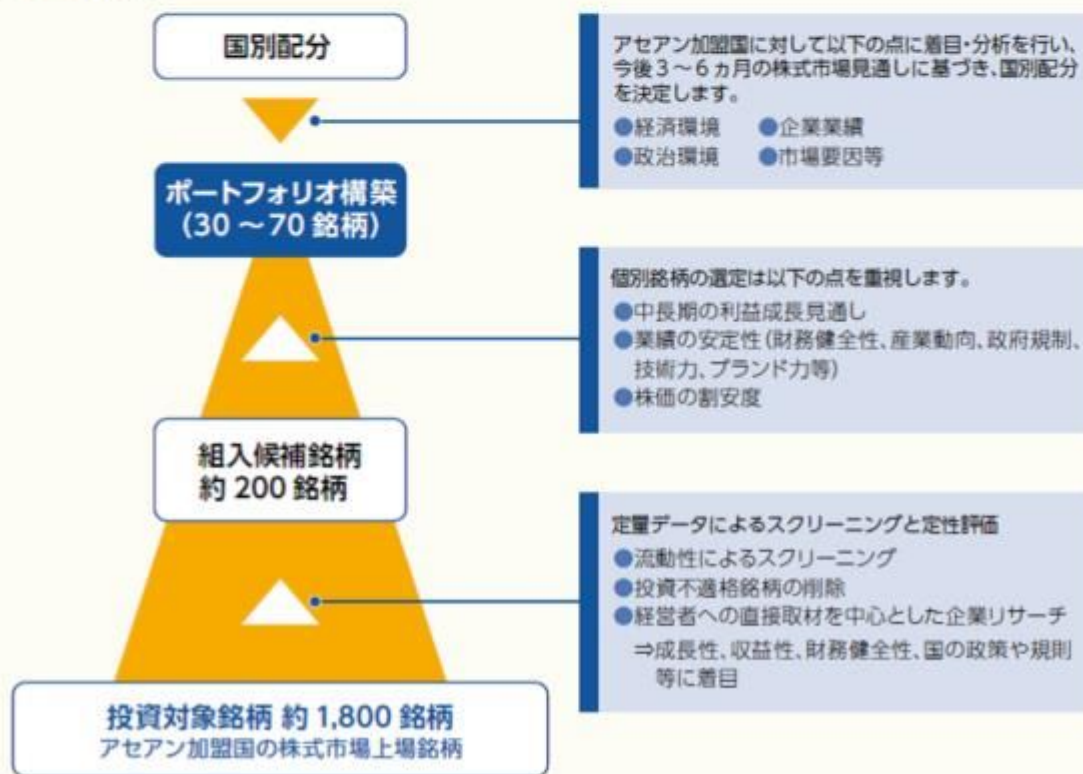 国別配分
アセアン加盟国に対して以下の点に着目・分析を行い、
今後3～6ヵ月の株式市場見通しに基づき、国別配分
を決定します。
●経済環境 ●企業業績
●政治環境 ●市場要因等
ポートフォリオ構築
(30～70銘柄)
個別銘柄の選定は以下の点を重視します。
●中長期の利益成長見通し
●業績の安定性(財務健全性、産業動向、政府規制、
技術力、ブランド力等)
●株価の割安度
組入候補銘柄
約200銘柄
定量データによるスクリーニングと定性評価
●流動性によるスクリーニング
●投資不適格銘柄の削除
●経営者への直接取材を中心とした企業リサーチ
⇒成長性、収益性、財務健全性、国の政策や規則
等に着目
投資対象銘柄 約1,800銘柄
アセアン加盟国の株式市場上場銘柄